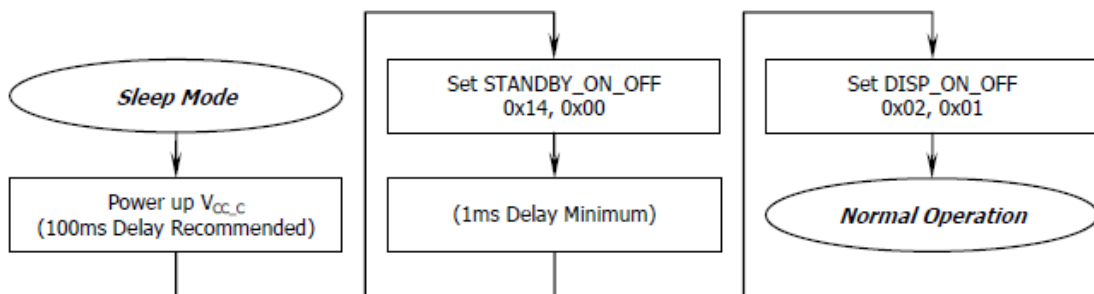 Sleep Mode
Power up V_CC_C
(100ms Delay Recommended)
Set STANDBY_ON_OFF
0x14, 0x00
(1ms Delay Minimum)
Set DISP_ON_OFF
0x02, 0x01
Normal Operation